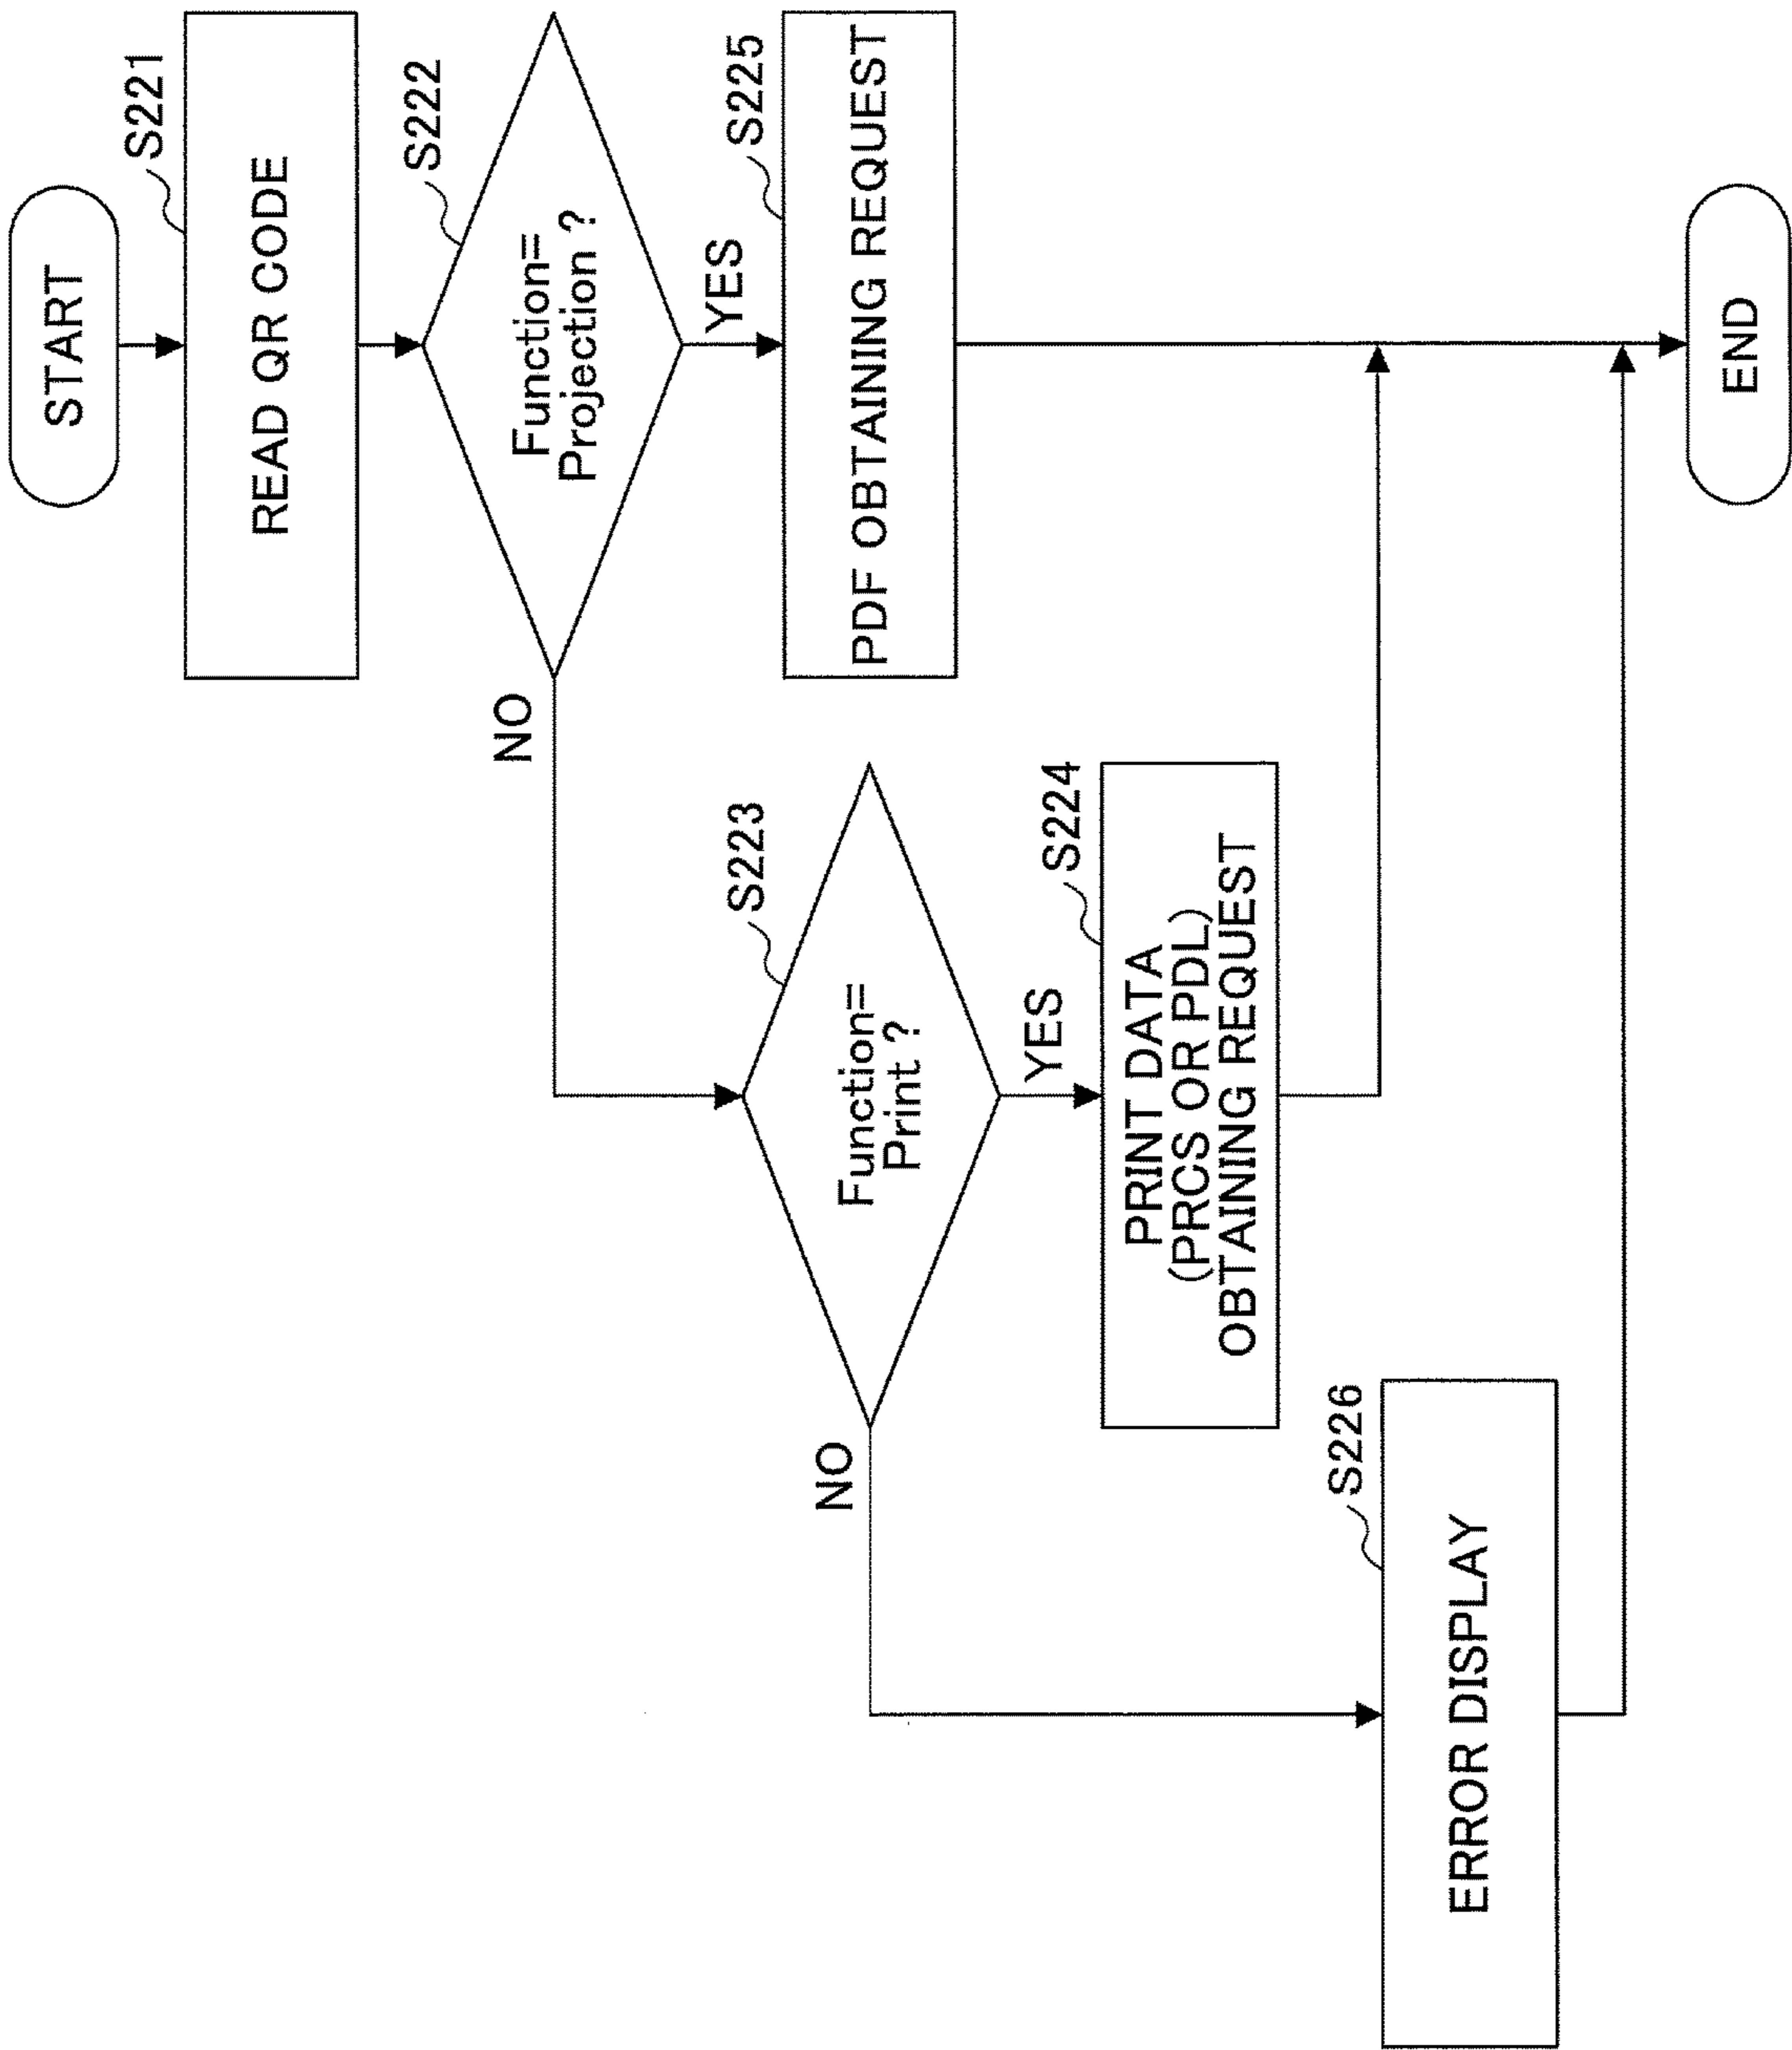 START
S221
READ QR CODE
S222
Function=
Projection ?
NO
YES
S225
PDF OBTAINING REQUEST
S223
Function=
Print ?
NO
YES
S224
PRINT DATA
(PRCS OR PDL)
OBTAINING REQUEST
S226
ERROR DISPLAY
END